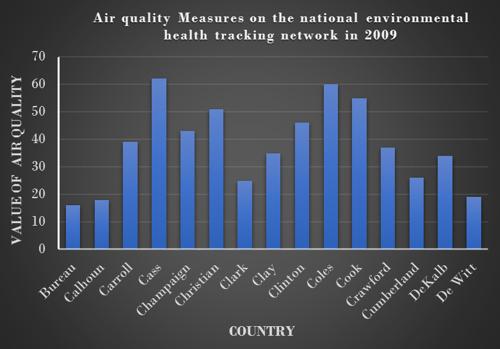 Air quality Measures on the national environmental
health tracking network in 2009
VALUE OF AIR QUALITY
70
60
50
40
30
20
10
0
Bureau
Calhoun
Carroll
Cass
Champaign
Christian
Clark
Clay
Clinton
Coles
Cook
Crawford
Cumberland
DeKalb
De Witt
COUNTRY